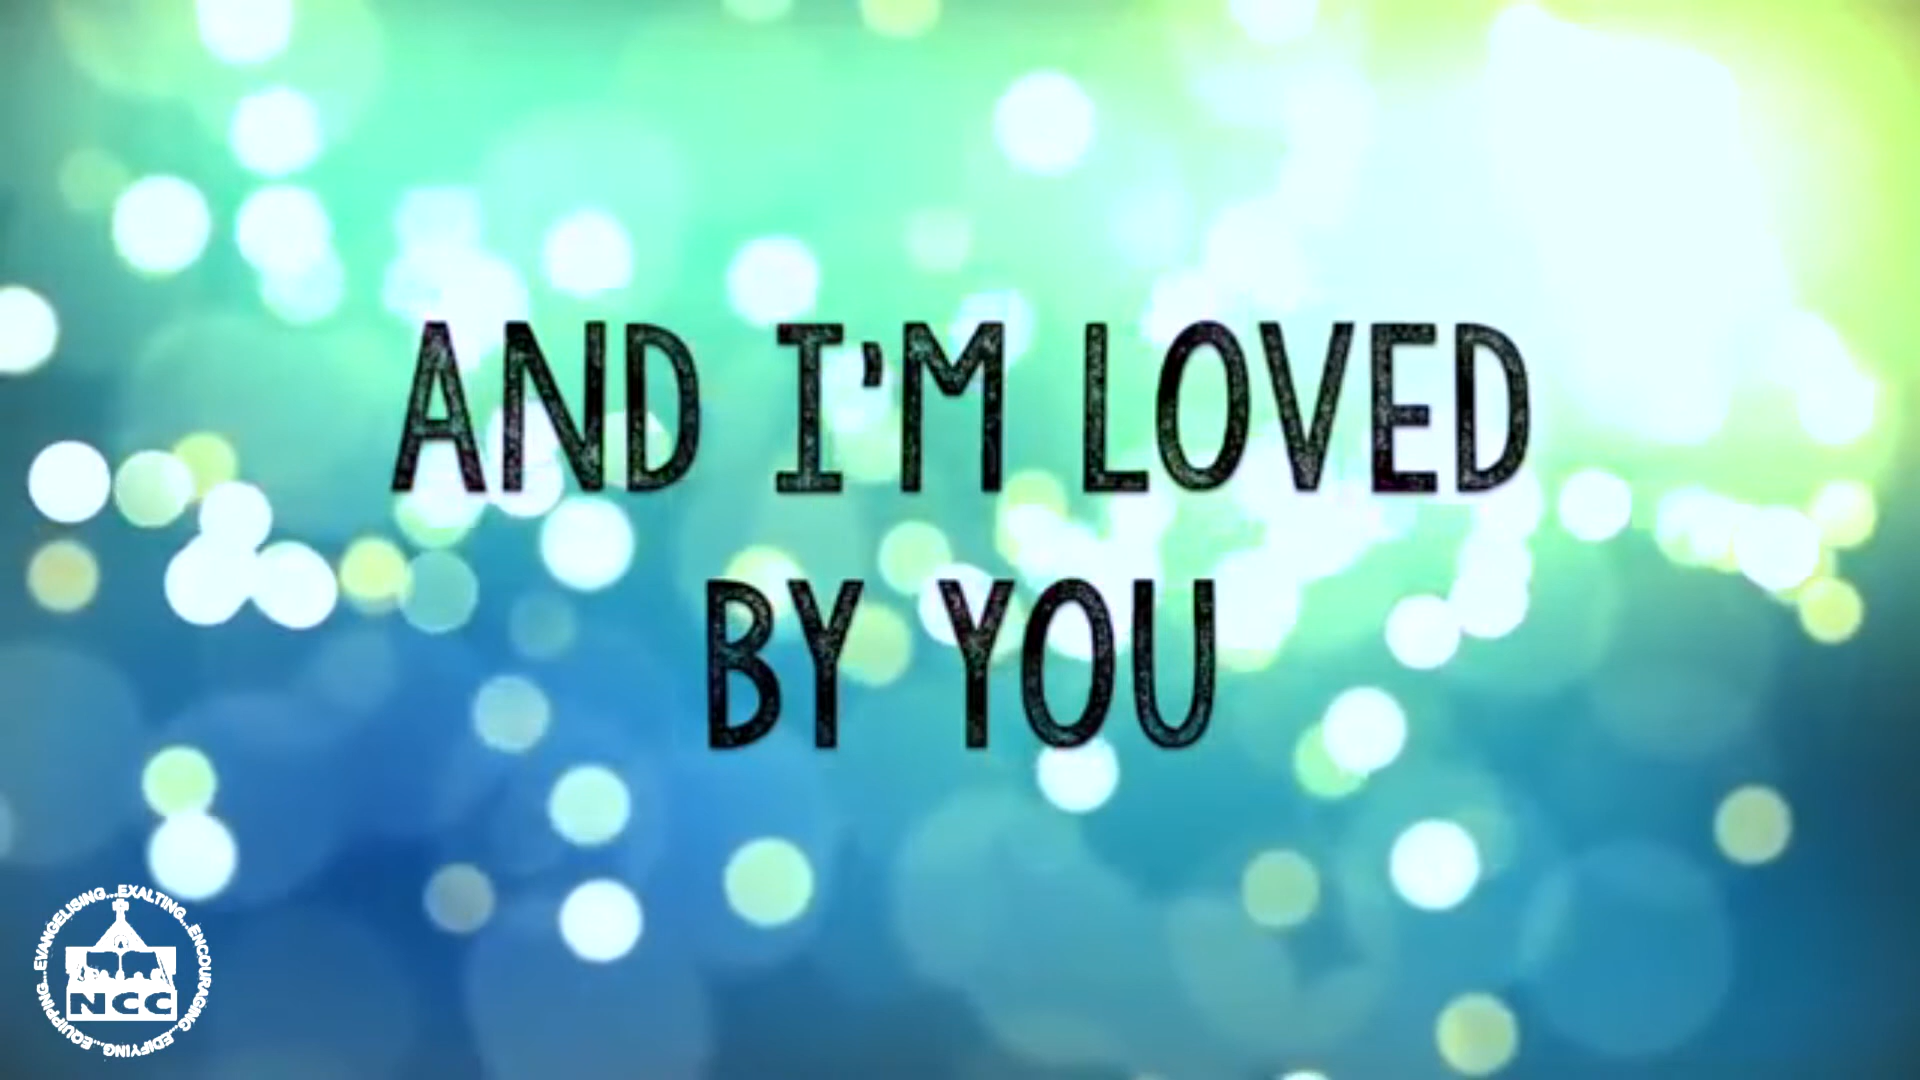 AND I'M LOVED
BY YOU
EVANGELISING...EXALTING...ENCOURAGING...EDIFYING...EQUIPPING...
NCC